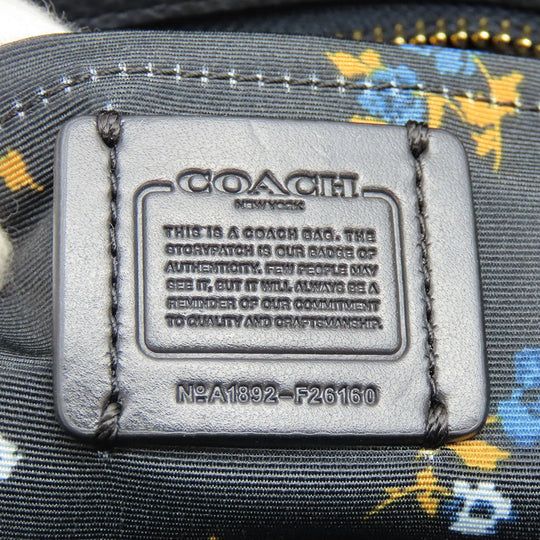 COACH
NEW YORK
THIS IS A COACH BAG. THE
STORYPATCH IS OUR BADGE OF
AUTHENTICITY. FEW PEOPLE MAY
SEE IT, BUT IT WILL ALWAYS BE A
REMINDER OF OUR COMMITMENT
TO QUALITY AND CRAFTSMANSHIP.
NºA1892-F26160